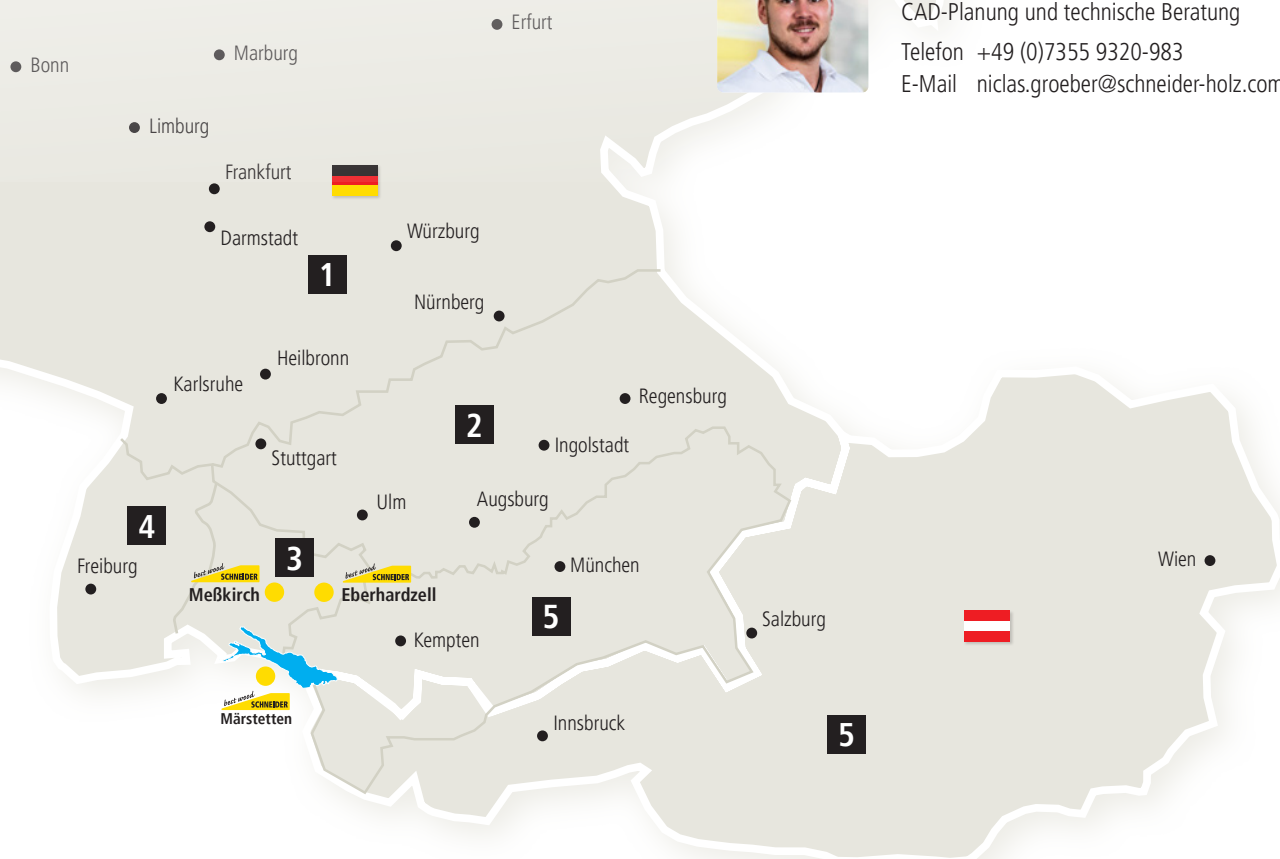 Erfurt
CAD-Planung und technische Beratung
Marburg
Telefon +49 (0)7355 9320-983
Bonn
E-Mail niclas.groeber@schneider-holz.com
Limburg
Frankfurt
Darmstadt
Würzburg
1
Nürnberg
Heilbronn
Karlsruhe
Regensburg
2
Ingolstadt
Stuttgart
Ulm
Augsburg
4
3
Freiburg
München
Wien
best wood
SCHNEIDER
Meßkirch
best wood
SCHNEIDER
Eberhardzell
5
Salzburg
Kempten
best wood
SCHNEIDER
Märstetten
Innsbruck
5